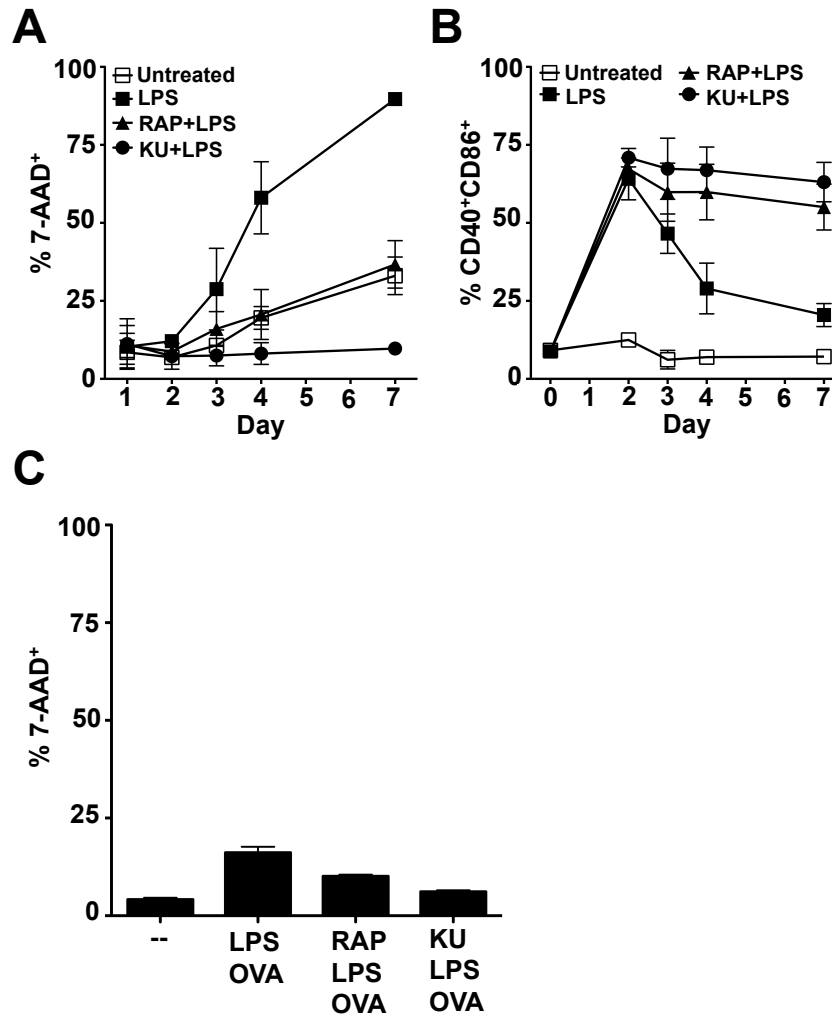 A
% 7-AAD+
100
75
50
25
0
Untreated
LPS
RAP+LPS
KU+LPS
1 2 3 4 5 6 7
Day
B
% CD40+CD86+
100
75
50
25
0
Untreated
LPS
RAP+LPS
KU+LPS
0 1 2 3 4 5 6 7
Day
C
% 7-AAD+
100
75
50
25
0
--
LPS
OVA
RAP
LPS
OVA
KU
LPS
OVA